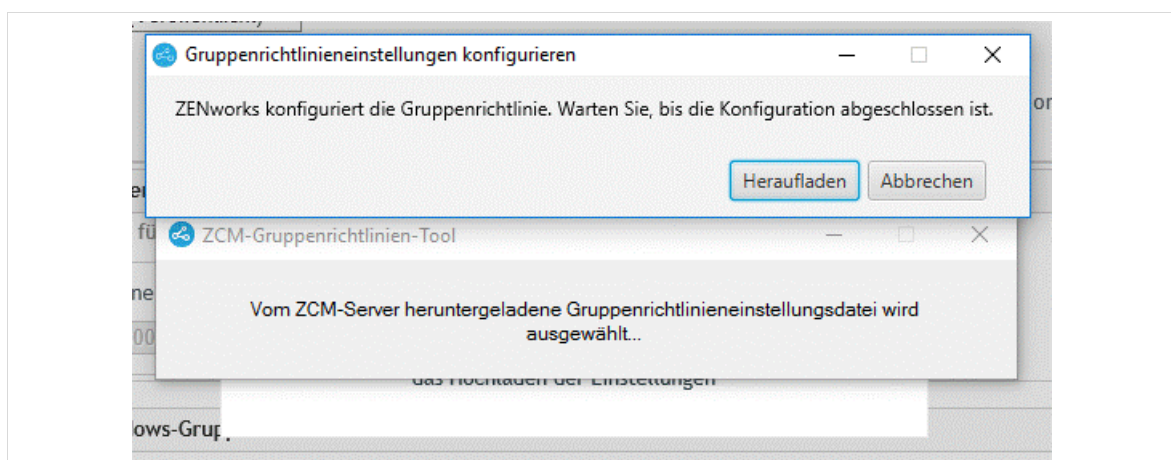 Gruppenrichtlinieneinstellungen konfigurieren
ZENworks konfiguriert die Gruppenrichtlinie. Warten Sie, bis die Konfiguration abgeschlossen ist.
Heraufladen Abbrechen
ZCM-Gruppenrichtlinien-Tool
Vom ZCM-Server heruntergeladene Gruppenrichtlinieneinstellungsdatei wird
ausgewählt...
das Hochladen der Einstellungen